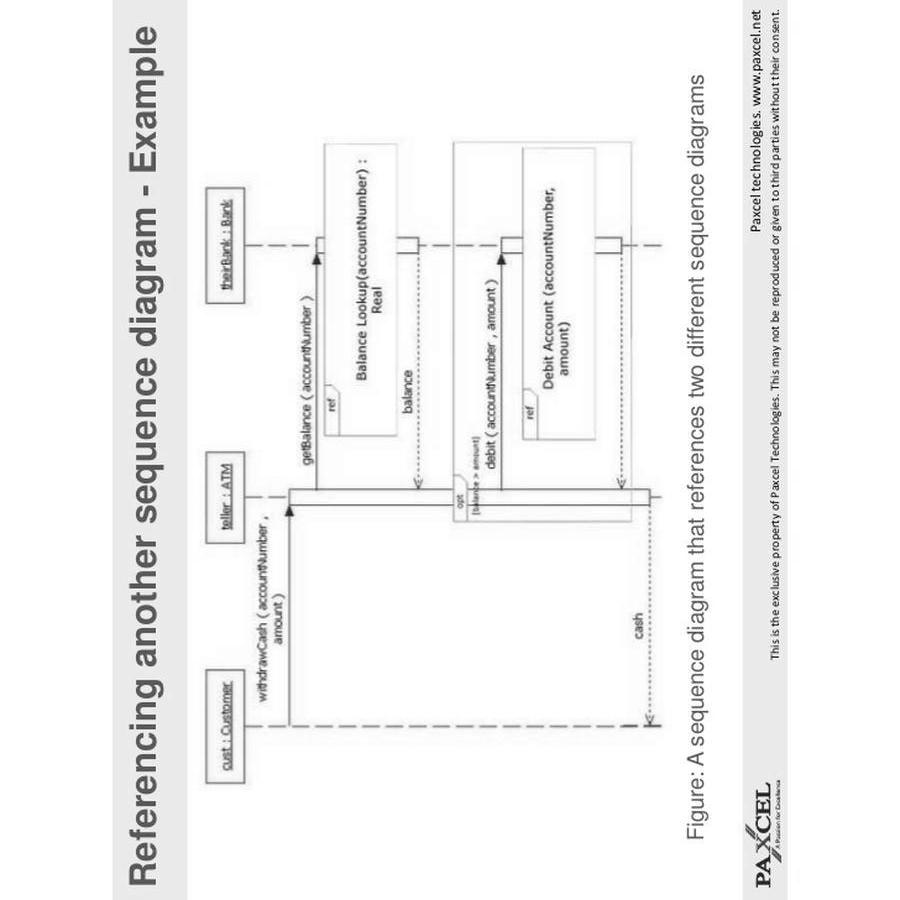 Referencing another sequence diagram - Example
cust : Customer
teller : ATM
theirBank : Bank
withdrawCash ( accountNumber ,
amount )
getBalance ( accountNumber )
ref
Balance Lookup(accountNumber) :
Real
balance
opt
[balance > amount]
debit ( accountNumber , amount )
ref
Debit Account (accountNumber,
amount)
cash
Figure: A sequence diagram that references two different sequence diagrams
PAXCEL
A Passion for Excellence
Paxcel technologies. www.paxcel.net
This is the exclusive property of Paxcel Technologies. This may not be reproduced or given to third parties without their consent.